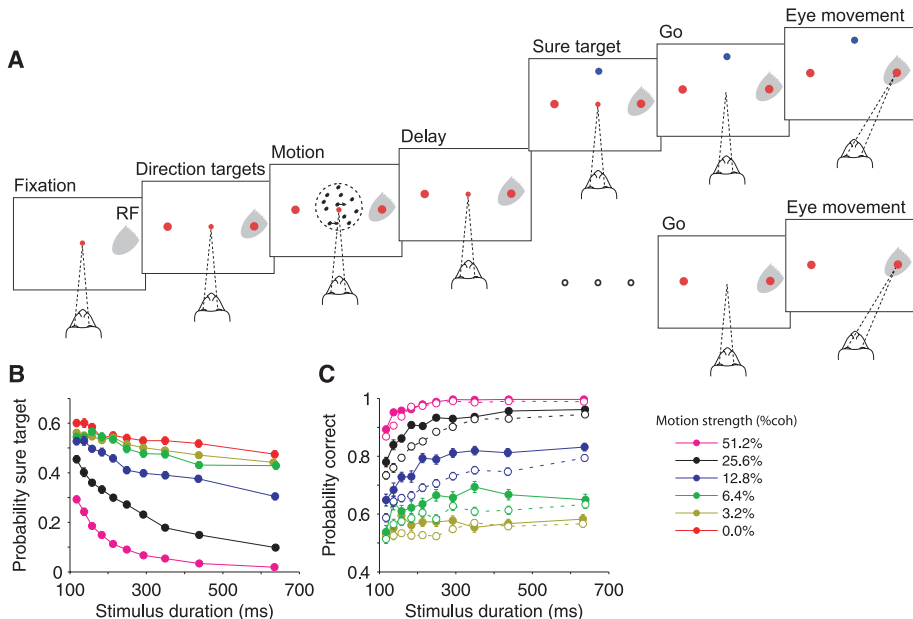 A
Fixation
RF
Direction targets
Motion
Delay
Sure target
Go
Eye movement
Go
Eye movement
B
Probability sure target
0.6
0.4
0.2
0
100
300
500
700
Stimulus duration (ms)
C
Probability correct
1
0.8
0.6
0.4
100
300
500
700
Stimulus duration (ms)
Motion strength (%coh)
51.2%
25.6%
12.8%
6.4%
3.2%
0.0%